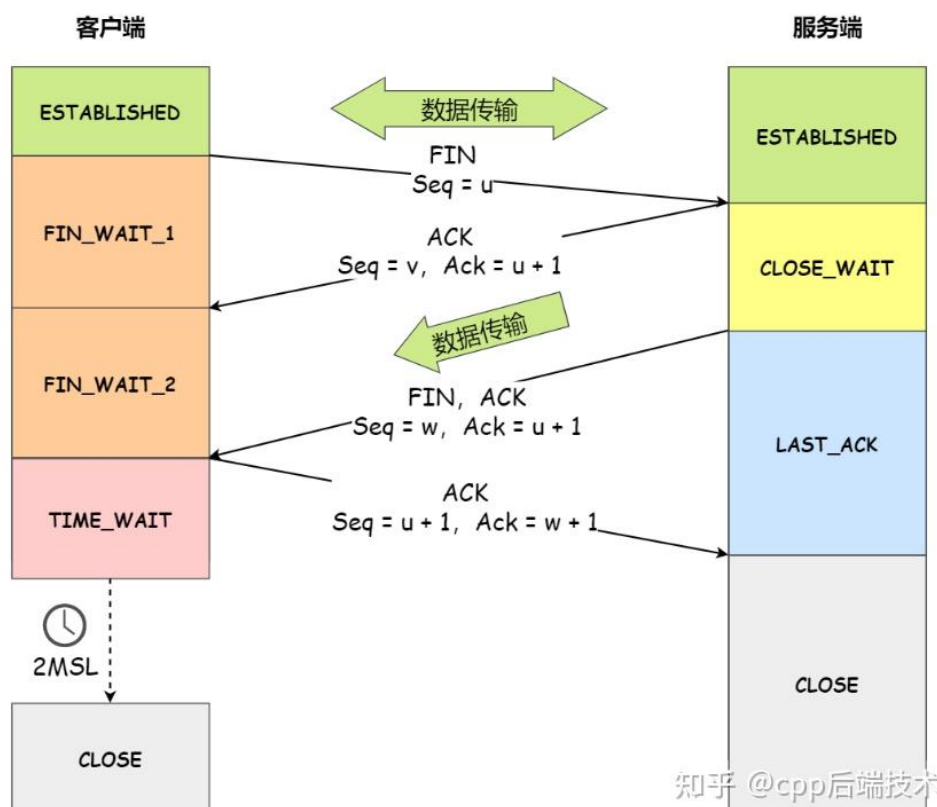 客户端
服务端
ESTABLISHED
数据传输
ESTABLISHED
FIN
Seq = u
FIN_WAIT_1
ACK
Seq = v, Ack = u + 1
CLOSE_WAIT
数据传输
FIN_WAIT_2
FIN, ACK
Seq = w, Ack = u + 1
LAST_ACK
TIME_WAIT
ACK
Seq = u + 1, Ack = w + 1
2MSL
CLOSE
CLOSE
知乎 @cpp后端技术